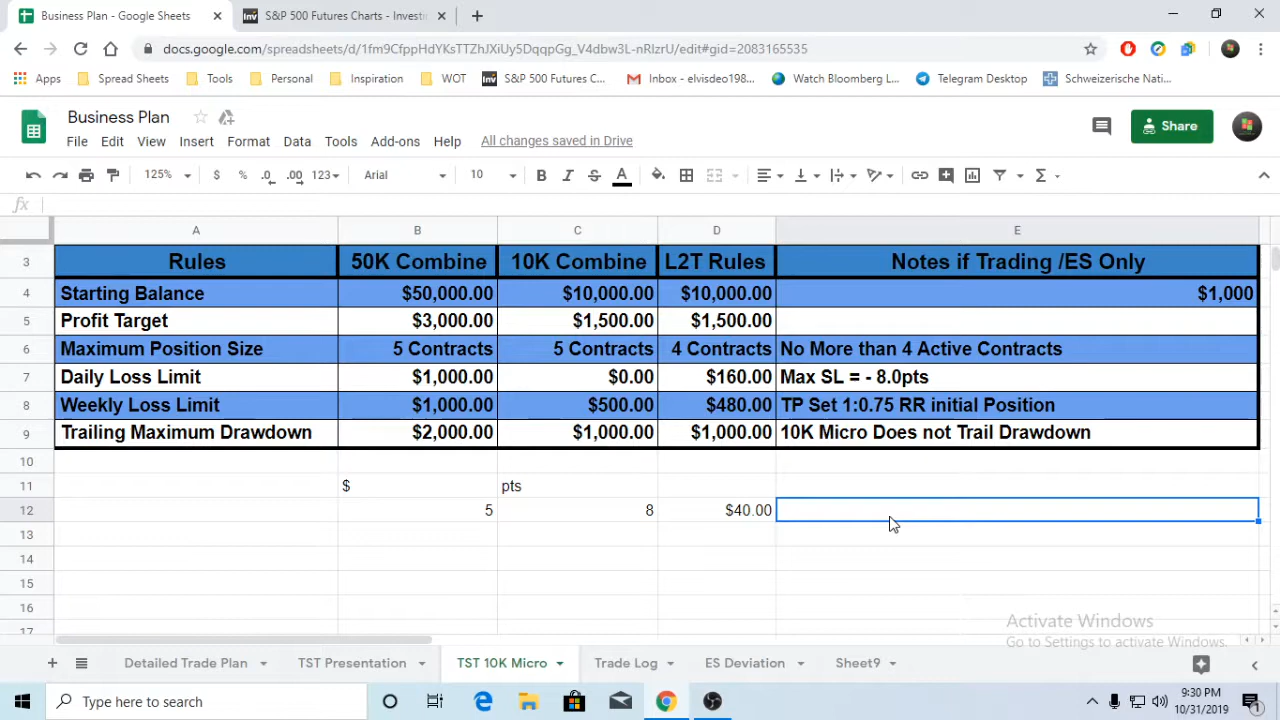 Business Plan - Google Sheets
S&P 500 Futures Charts - Investic
docs.google.com/spreadsheets/d/1fm9CfppHdYKsTTZhJXiUy5DqqpGg_V4dbw3L-nRlzrU/edit#gid=2083165535
Apps Spread Sheets Tools Personal Inspiration WOT S&P 500 Futures C... Inbox - elvisdec198... Watch Bloomberg L... Telegram Desktop Schweizerische Nati...
Business Plan
Share
File Edit View Insert Format Data Tools Add-ons Help All changes saved in Drive
125% $ % .0 .00 123 Arial 10 B I S A
fx
A B C D E
3 Rules 50K Combine 10K Combine L2T Rules Notes if Trading /ES Only
4 Starting Balance $50,000.00 $10,000.00 $10,000.00 $1,000
5 Profit Target $3,000.00 $1,500.00 $1,500.00
6 Maximum Position Size 5 Contracts 5 Contracts 4 Contracts No More than 4 Active Contracts
7 Daily Loss Limit $1,000.00 $0.00 $160.00 Max SL = - 8.0pts
8 Weekly Loss Limit $1,000.00 $500.00 $480.00 TP Set 1:0.75 RR initial Position
9 Trailing Maximum Drawdown $2,000.00 $1,000.00 $1,000.00 10K Micro Does not Trail Drawdown
10
11 $ pts
12 5 8 $40.00
13
14
15
16
17
Activate Windows
Go to Settings to activate Windows.
Detailed Trade Plan TST Presentation TST 10K Micro Trade Log ES Deviation Sheet9
Type here to search
9:30 PM
10/31/2019
1